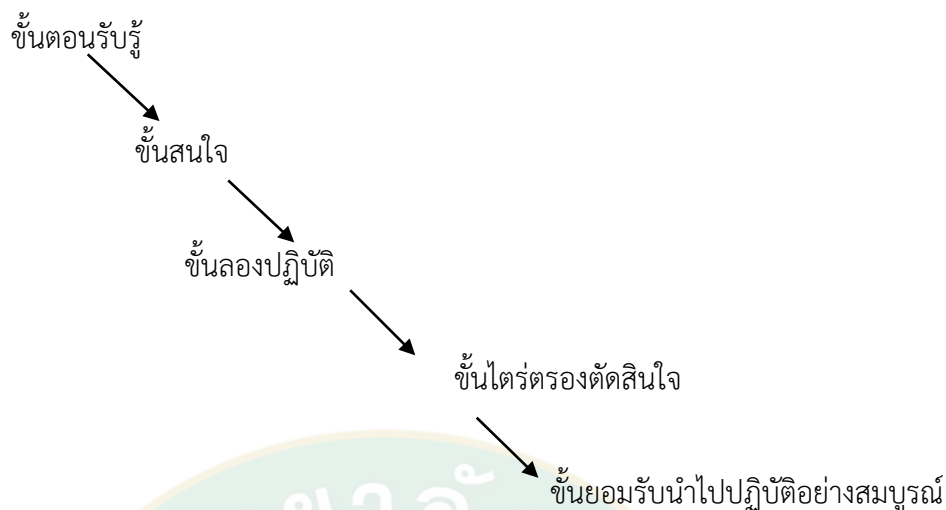 ขั้นตอนรับรู้
ขั้นสนใจ
ขั้นลองปฏิบัติ
ขั้นไตร่ตรองตัดสินใจ
ขั้นยอมรับนำไปปฏิบัติอย่างสมบูรณ์